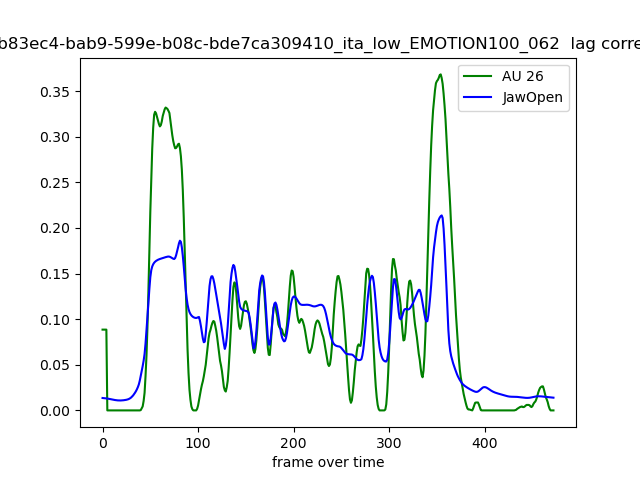 b83ec4-bab9-599e-b08c-bde7ca309410_ita_low_EMOTION100_062 lag corre
AU 26
JawOpen
0.35
0.30
0.25
0.20
0.15
0.10
0.05
0.00
0 100 200 300 400
frame over time